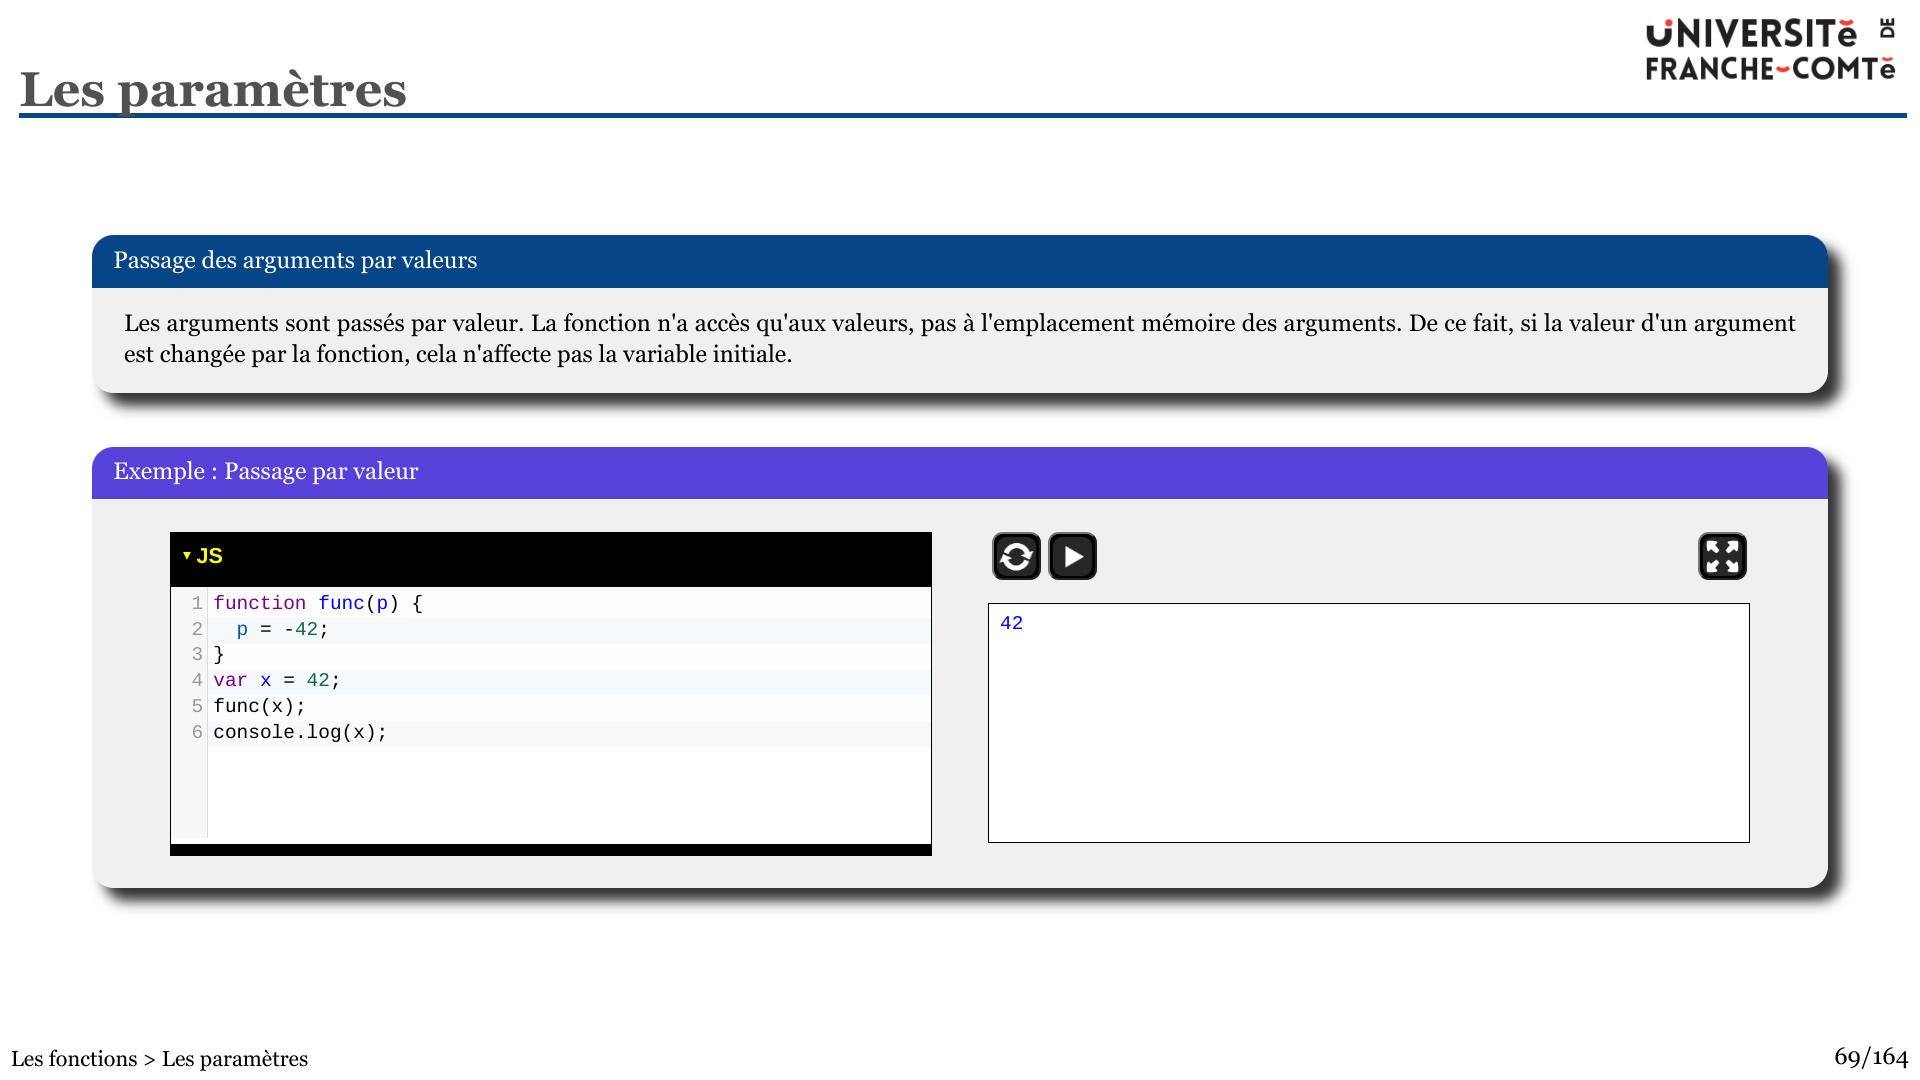 UNIVERSITĕ DE
FRANCHE-COMTĕ
Les paramètres
Passage des arguments par valeurs
Les arguments sont passés par valeur. La fonction n'a accès qu'aux valeurs, pas à l'emplacement mémoire des arguments. De ce fait, si la valeur d'un argument
est changée par la fonction, cela n'affecte pas la variable initiale.
Exemple : Passage par valeur
▾ JS
1 function func(p) {
2   p = -42;
3 }
4 var x = 42;
5 func(x);
6 console.log(x);
42
Les fonctions > Les paramètres
69/164